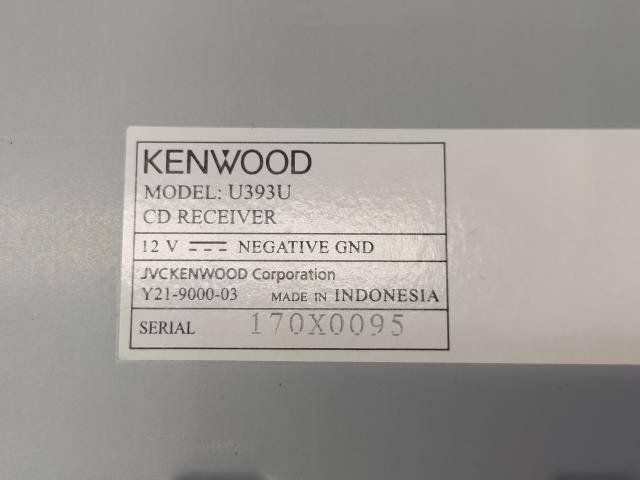 KENWOOD
MODEL: U393U
CD RECEIVER
12 V ⎓ NEGATIVE GND
JVCKENWOOD Corporation
Y21-9000-03 MADE IN INDONESIA
SERIAL 170X0095